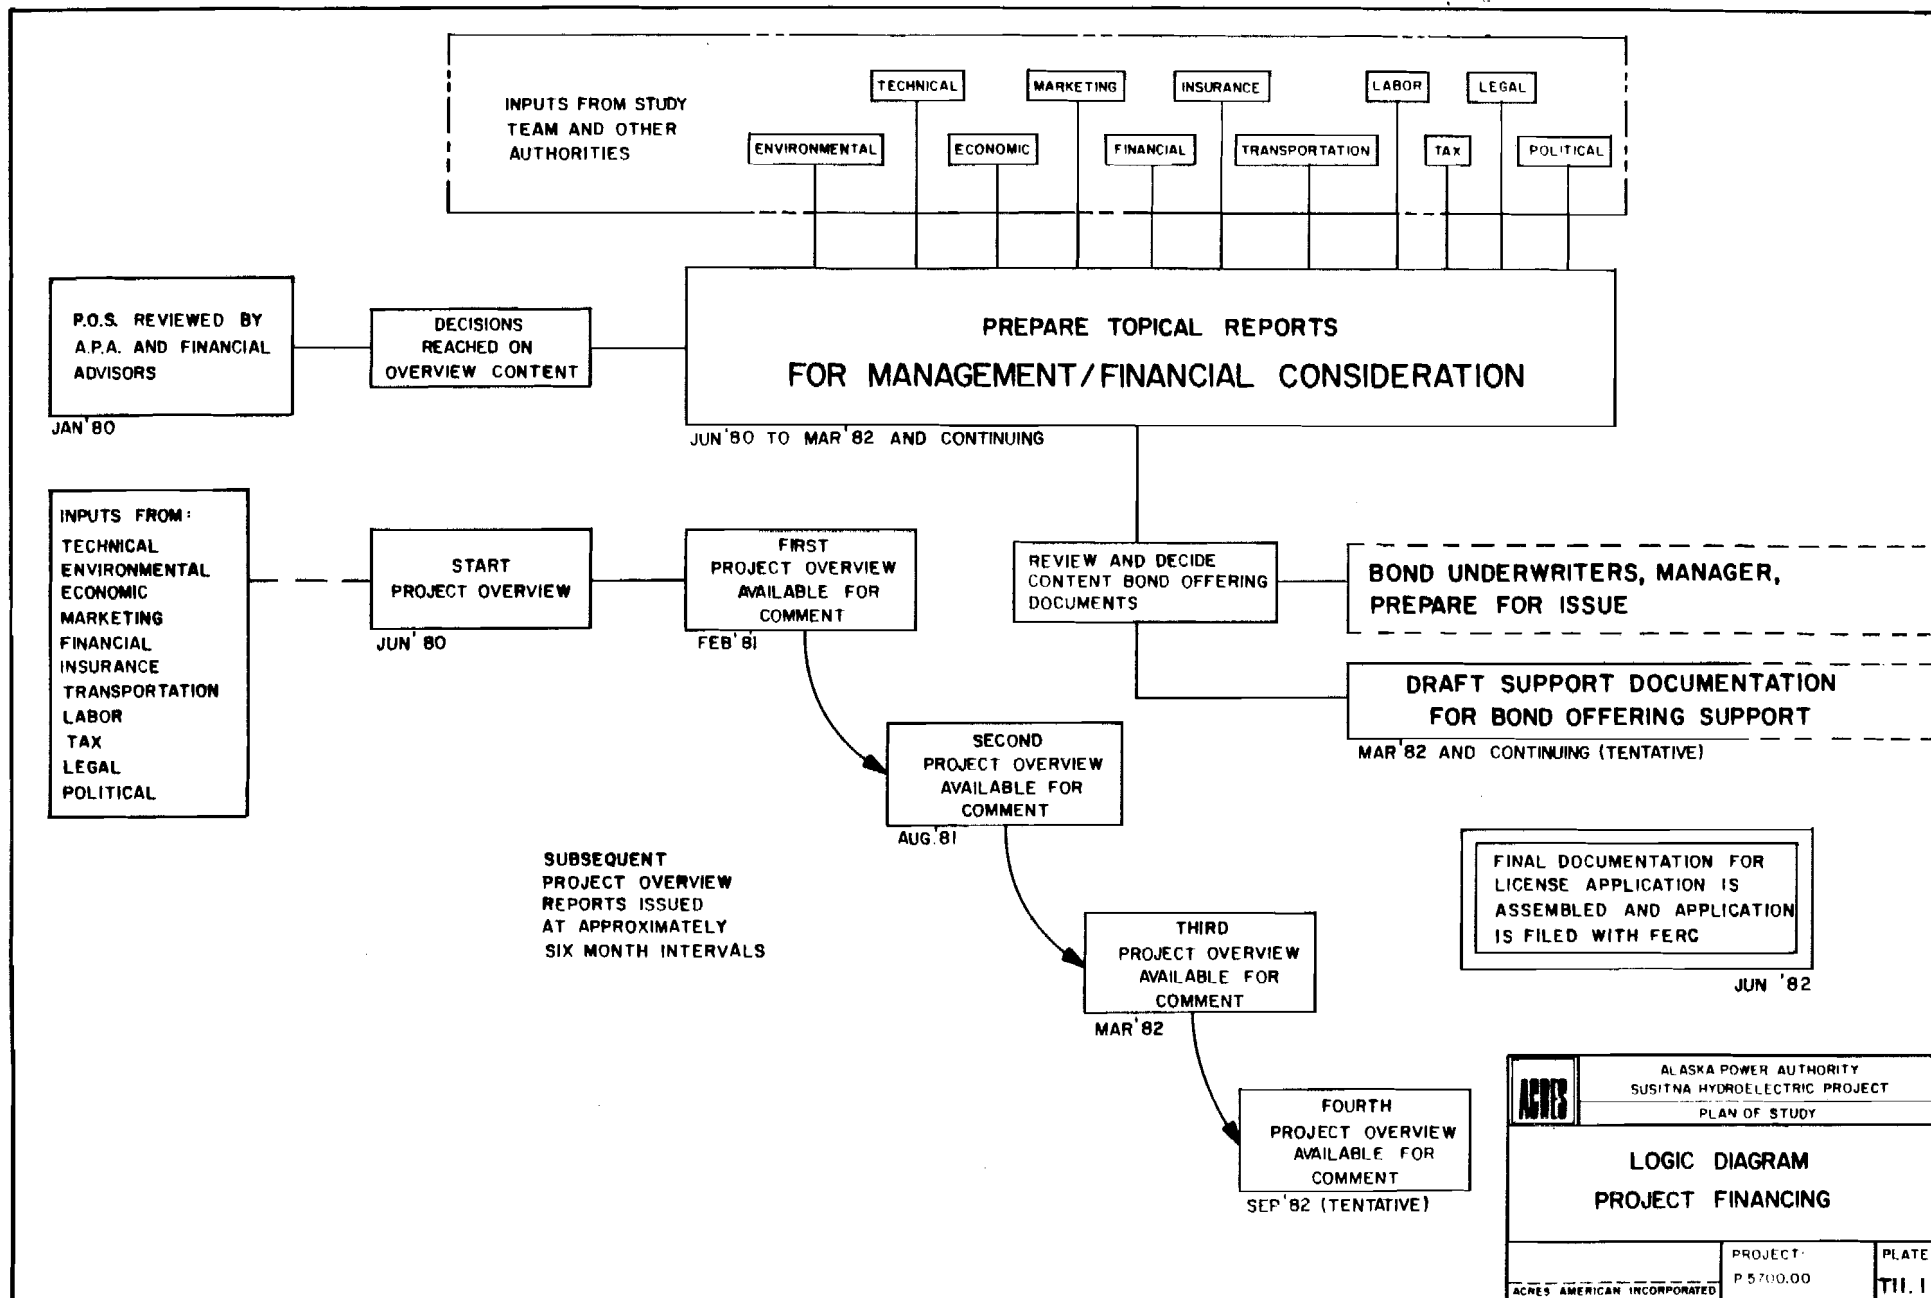 INPUTS FROM STUDY
TEAM AND OTHER
AUTHORITIES
TECHNICAL
MARKETING
INSURANCE
LABOR
LEGAL
ENVIRONMENTAL
ECONOMIC
FINANCIAL
TRANSPORTATION
TAX
POLITICAL
P.O.S. REVIEWED BY
A.P.A. AND FINANCIAL
ADVISORS
JAN '80
DECISIONS
REACHED ON
OVERVIEW CONTENT
PREPARE TOPICAL REPORTS
FOR MANAGEMENT/FINANCIAL CONSIDERATION
JUN '80 TO MAR '82 AND CONTINUING
INPUTS FROM:
TECHNICAL
ENVIRONMENTAL
ECONOMIC
MARKETING
FINANCIAL
INSURANCE
TRANSPORTATION
LABOR
TAX
LEGAL
POLITICAL
START
PROJECT OVERVIEW
JUN '80
FIRST
PROJECT OVERVIEW
AVAILABLE FOR
COMMENT
FEB '81
REVIEW AND DECIDE
CONTENT BOND OFFERING
DOCUMENTS
BOND UNDERWRITERS, MANAGER,
PREPARE FOR ISSUE
DRAFT SUPPORT DOCUMENTATION
FOR BOND OFFERING SUPPORT
MAR '82 AND CONTINUING (TENTATIVE)
SECOND
PROJECT OVERVIEW
AVAILABLE FOR
COMMENT
AUG. '81
SUBSEQUENT
PROJECT OVERVIEW
REPORTS ISSUED
AT APPROXIMATELY
SIX MONTH INTERVALS
THIRD
PROJECT OVERVIEW
AVAILABLE FOR
COMMENT
MAR '82
FINAL DOCUMENTATION FOR
LICENSE APPLICATION IS
ASSEMBLED AND APPLICATION
IS FILED WITH FERC
JUN '82
FOURTH
PROJECT OVERVIEW
AVAILABLE FOR
COMMENT
SEP '82 (TENTATIVE)
ACRES
ALASKA POWER AUTHORITY
SUSITNA HYDROELECTRIC PROJECT
PLAN OF STUDY
LOGIC DIAGRAM
PROJECT FINANCING
ACRES AMERICAN INCORPORATED
PROJECT:
P5700.00
PLATE
T11.1